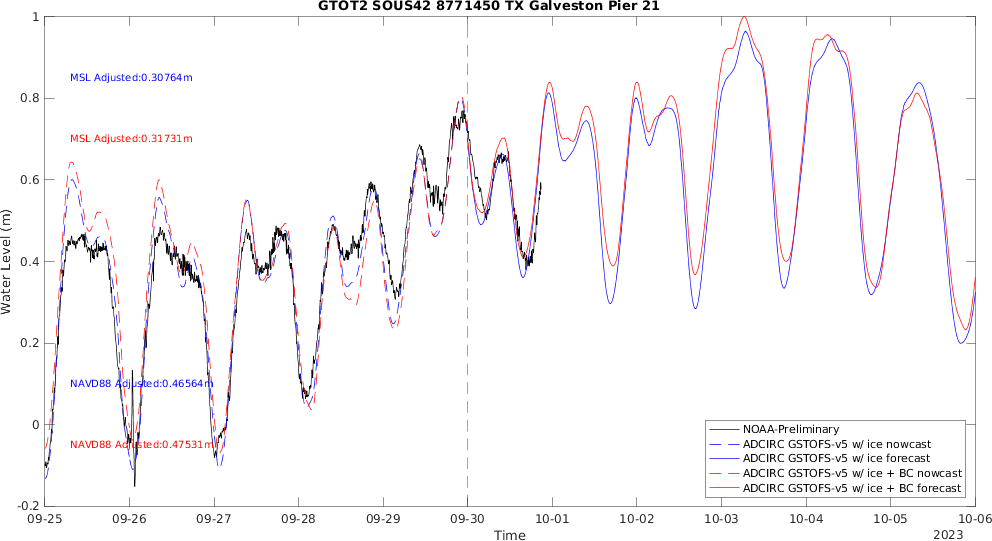 GTOT2 SOUS42 8771450 TX Galveston Pier 21
1
0.8
0.6
0.4
0.2
0
-0.2
Water Level (m)
MSL Adjusted:0.30764m
MSL Adjusted:0.31731m
NAVD88 Adjusted:0.46564m
NAVD88 Adjusted:0.47531m
NOAA-Preliminary
ADCIRC GSTOFS-v5 w/ ice nowcast
ADCIRC GSTOFS-v5 w/ ice forecast
ADCIRC GSTOFS-v5 w/ ice + BC nowcast
ADCIRC GSTOFS-v5 w/ ice + BC forecast
09-25 09-26 09-27 09-28 09-29 09-30 10-01 10-02 10-03 10-04 10-05 10-06
Time
2023